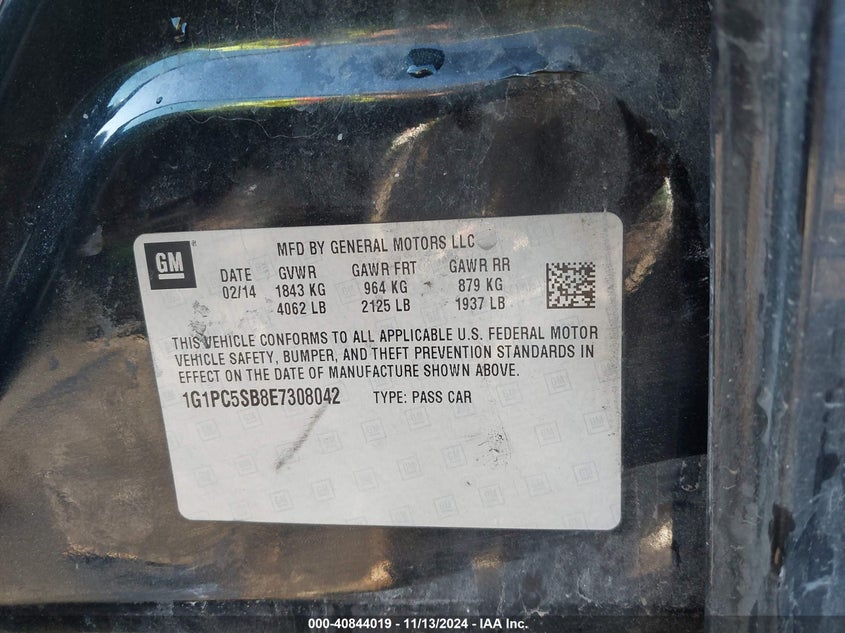 GM
MFD BY GENERAL MOTORS LLC
DATE GVWR GAWR FRT GAWR RR
02/14 1843 KG 964 KG 879 KG
4062 LB 2125 LB 1937 LB
THIS VEHICLE CONFORMS TO ALL APPLICABLE U.S. FEDERAL MOTOR
VEHICLE SAFETY, BUMPER, AND THEFT PREVENTION STANDARDS IN
EFFECT ON THE DATE OF MANUFACTURE SHOWN ABOVE.
1G1PC5SB8E7308042 TYPE: PASS CAR
000-40844019 - 11/13/2024 - IAA Inc.